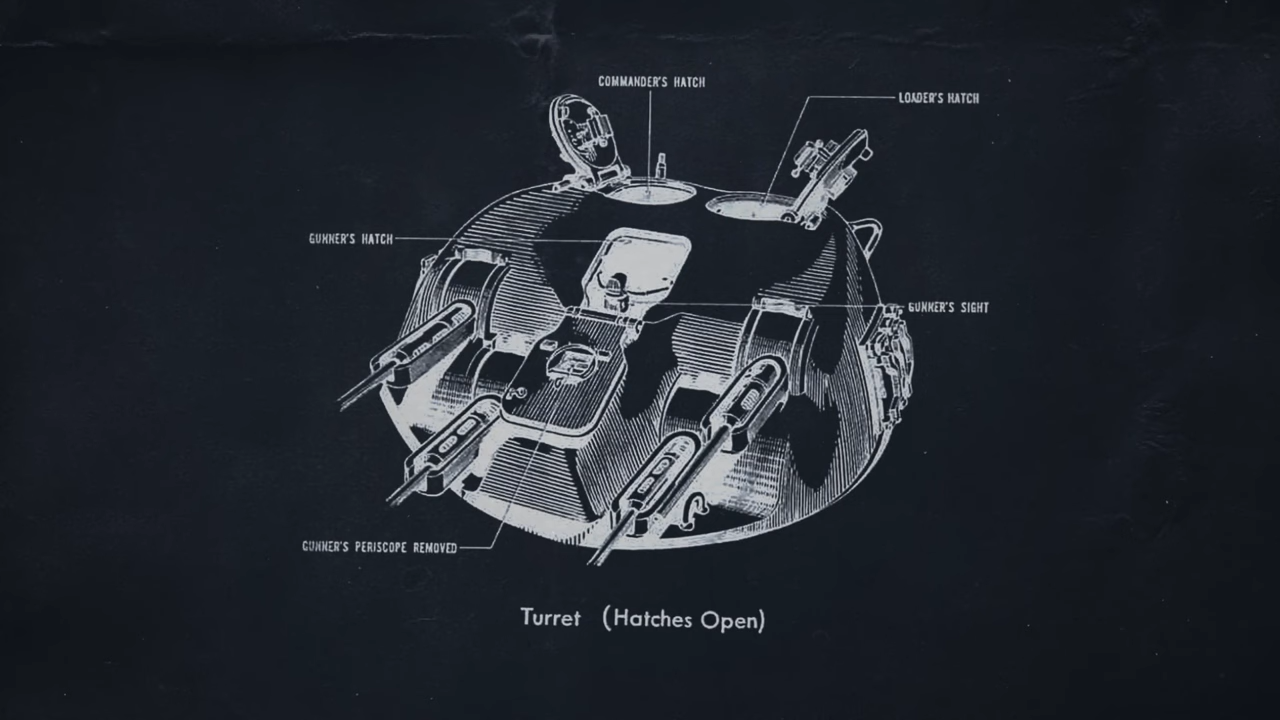 COMMANDER'S HATCH
LOADER'S HATCH
GUNNER'S HATCH
GUNNER'S SIGHT
GUNNER'S PERISCOPE REMOVED
Turret (Hatches Open)